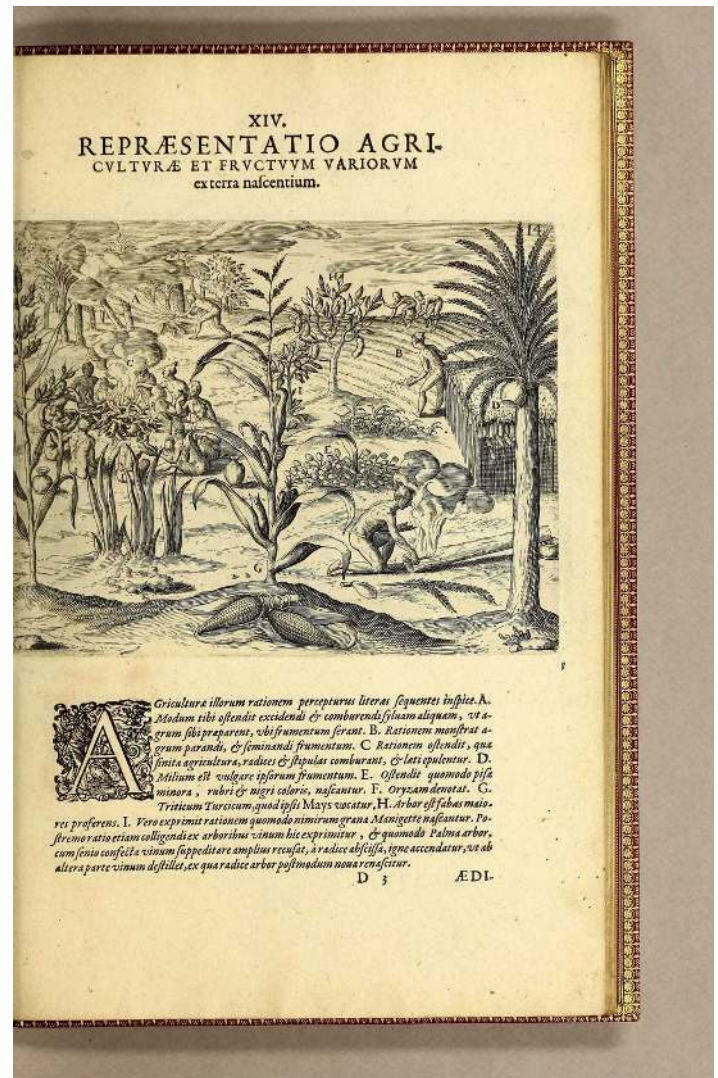 XIV.
REPRÆSENTATIO AGRI-
CVLTVRÆ ET FRVCTVVM VARIORVM
ex terra naſcentium.
14
H
B
C
D
E
G
AGriculturæ illorum rationem percepturus literas ſequentes inſpice. A.
Modum tibi oſtendit excidendi & comburendi ſyluam aliquam, vt a-
grum ſibi præparent, vbi frumentum ſerant. B. Rationem monſtrat a-
grum parandi, & ſeminandi frumentum. C Rationem oſtendit, qua
finita agricultura, radices & ſtipulas comburant, & læti epulentur. D.
Milium eſt vulgare ipſorum frumentum. E. Oſtendit quomodo piſa
minora, rubri & nigri coloris, naſcantur. F. Oryzam denotat. G.
Triticum Turcicum, quod ipſis Mays vocatur, H. Arbor eſt fabas maio-
res proferens. I. Vero exprimit rationem quomodo nimirum grana Manigette naſcantur. Po-
ſtremo ratio etiam colligendi ex arboribus vinum hic exprimitur, & quomodo Palma arbor,
cum ſenio confecta vinum ſuppeditare amplius recuſat, à radice abſciſſa, igne accendatur, vt ab
altera parte vinum deſtillet, ex qua radice arbor poſtmodum noua renaſcitur.
D 3 ÆDI-